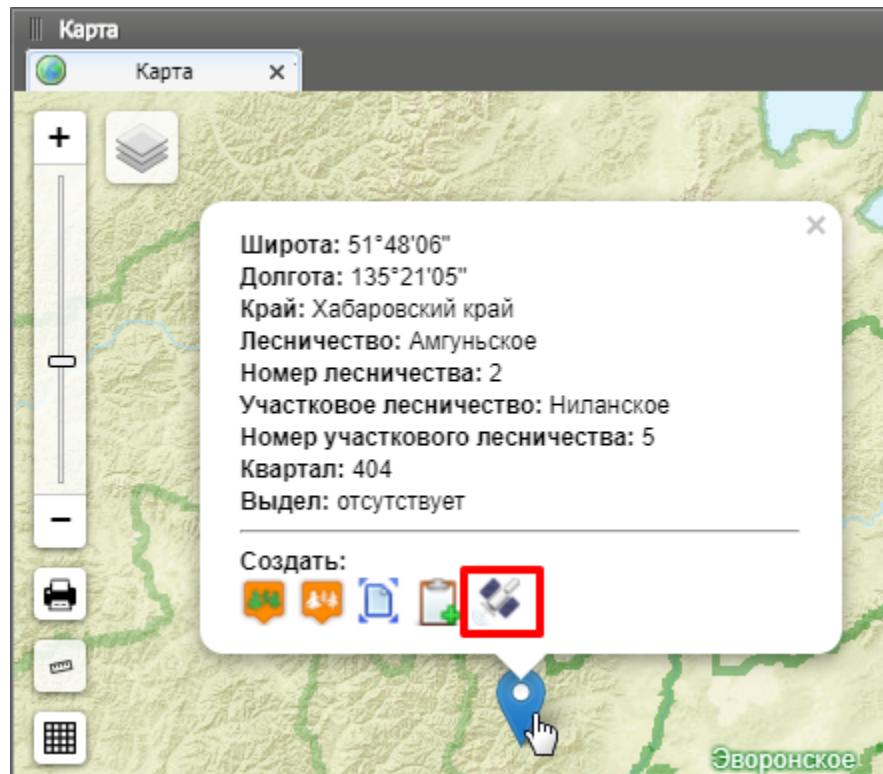 Карта
Карта
Широта: 51°48'06"
Долгота: 135°21'05"
Край: Хабаровский край
Лесничество: Амгуньское
Номер лесничества: 2
Участковое лесничество: Ниланское
Номер участкового лесничества: 5
Квартал: 404
Выдел: отсутствует
Создать:
Эворонское